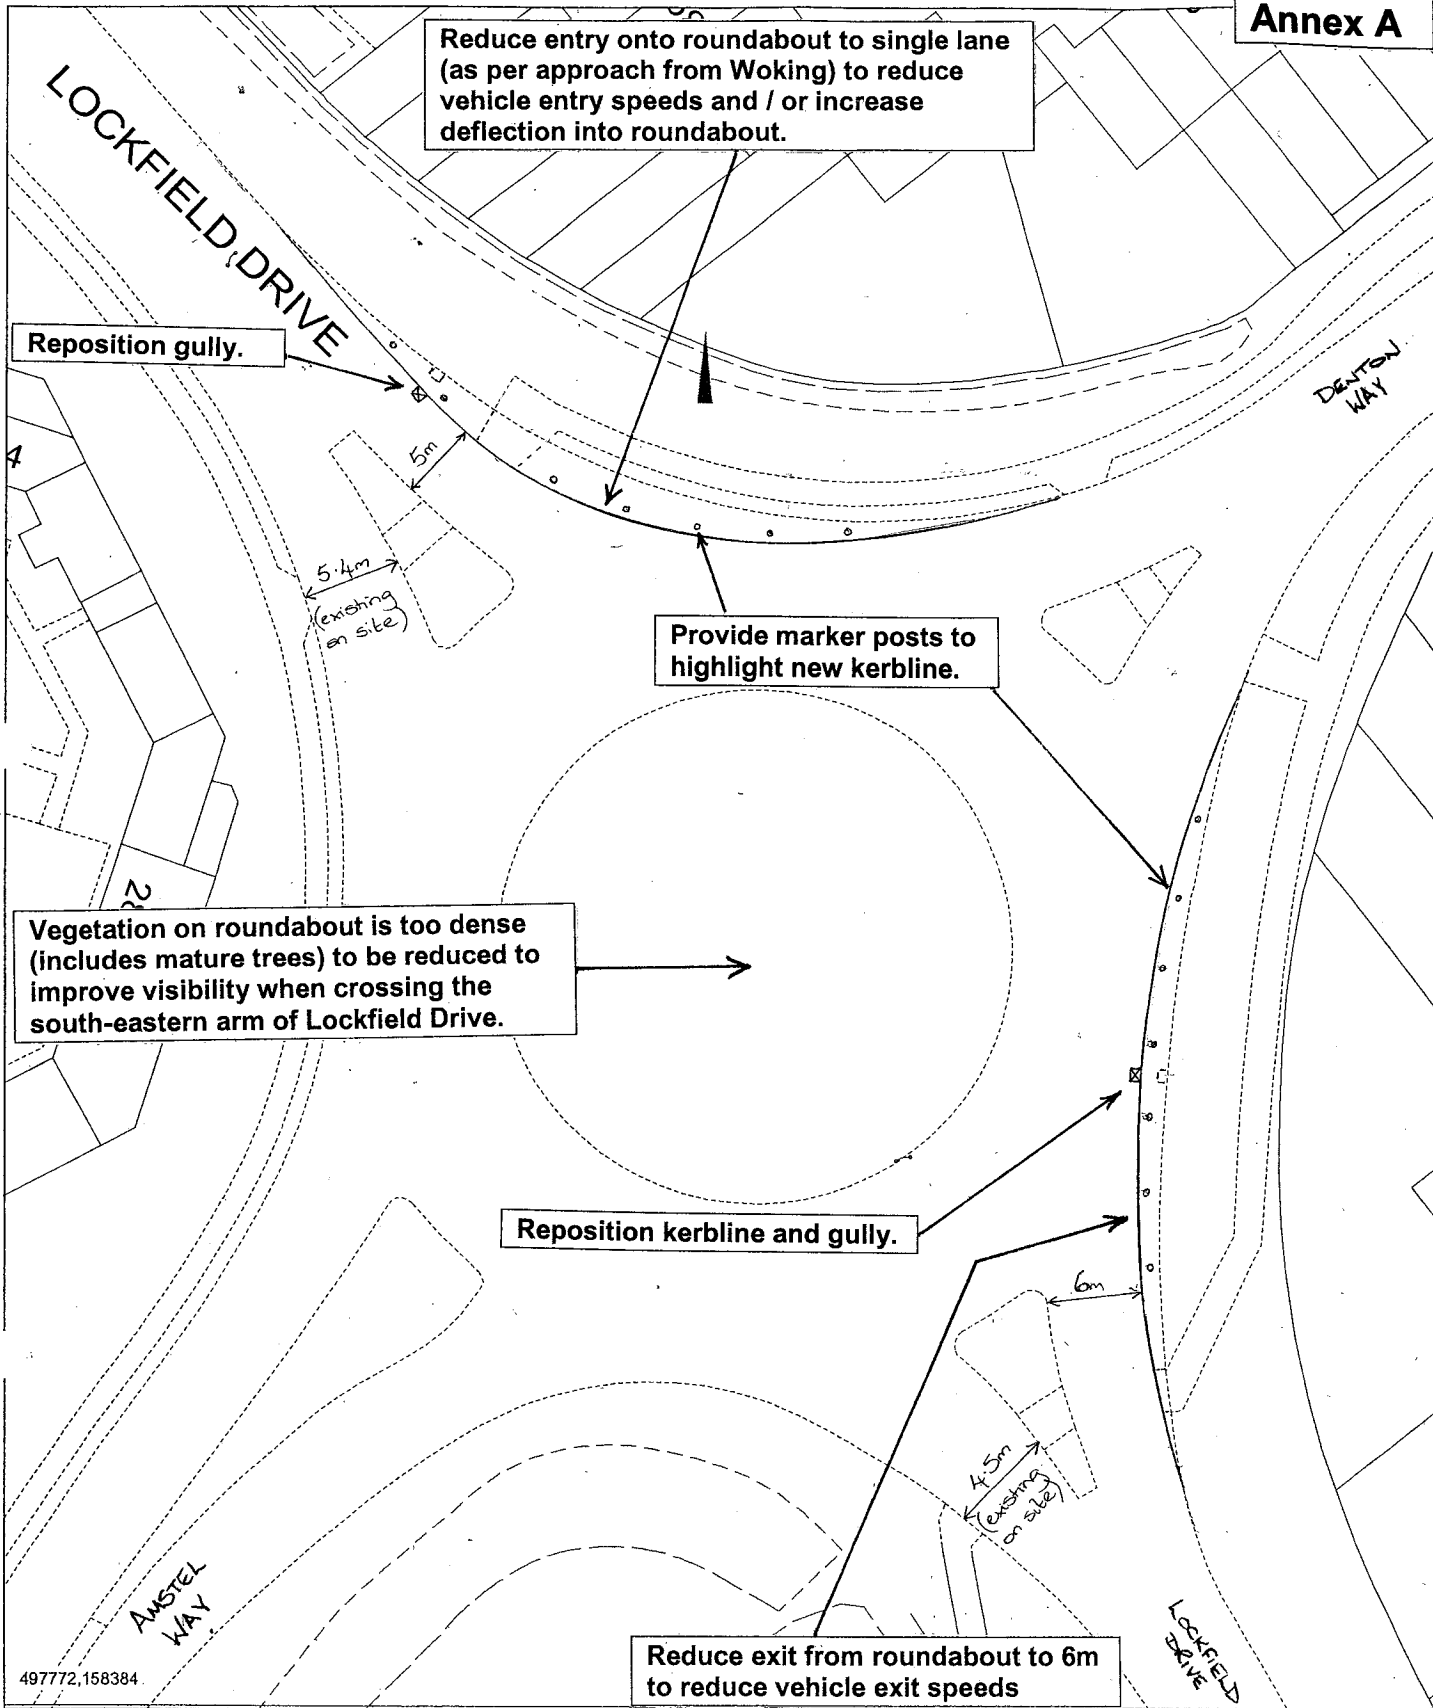 Annex A
Reduce entry onto roundabout to single lane
(as per approach from Woking) to reduce
vehicle entry speeds and / or increase
deflection into roundabout.
LOCKFIELD DRIVE
Reposition gully.
DENTON
WAY
4
5m
5.4m
(existing
on site)
Provide marker posts to
highlight new kerbline.
Vegetation on roundabout is too dense
(includes mature trees) to be reduced to
improve visibility when crossing the
south-eastern arm of Lockfield Drive.
Reposition kerbline and gully.
6m
4.5m
(existing
on site)
AMSTEL
WAY
LOCKFIELD
DRIVE
Reduce exit from roundabout to 6m
to reduce vehicle exit speeds
497772,158384